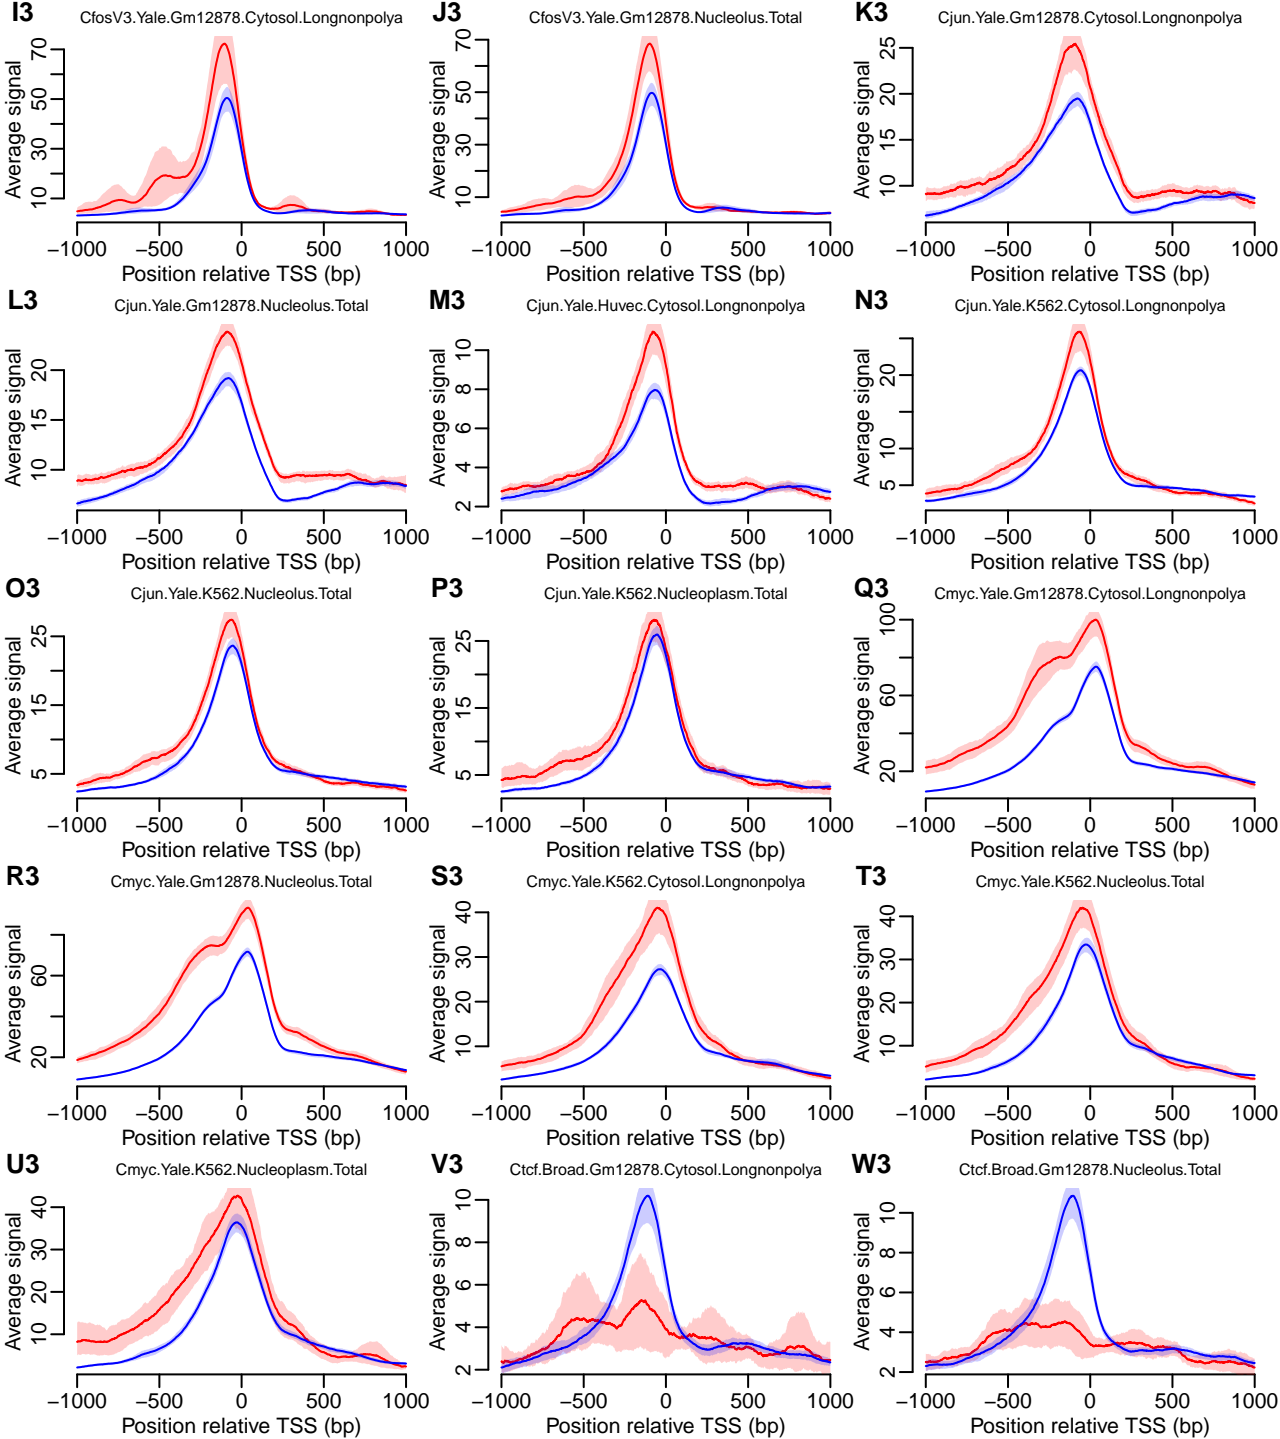 I3 CfosV3.Yale.Gm12878.Cytosol.Longnonpolya
Average signal
10 30 50 70
−1000 −500 0 500 1000
Position relative TSS (bp)
J3 CfosV3.Yale.Gm12878.Nucleolus.Total
Average signal
10 30 50 70
−1000 −500 0 500 1000
Position relative TSS (bp)
K3 Cjun.Yale.Gm12878.Cytosol.Longnonpolya
Average signal
10 15 20 25
−1000 −500 0 500 1000
Position relative TSS (bp)
L3 Cjun.Yale.Gm12878.Nucleolus.Total
Average signal
10 15 20
−1000 −500 0 500 1000
Position relative TSS (bp)
M3 Cjun.Yale.Huvec.Cytosol.Longnonpolya
Average signal
2 4 6 8 10
−1000 −500 0 500 1000
Position relative TSS (bp)
N3 Cjun.Yale.K562.Cytosol.Longnonpolya
Average signal
5 10 20
−1000 −500 0 500 1000
Position relative TSS (bp)
O3 Cjun.Yale.K562.Nucleolus.Total
Average signal
5 15 25
−1000 −500 0 500 1000
Position relative TSS (bp)
P3 Cjun.Yale.K562.Nucleoplasm.Total
Average signal
5 15 25
−1000 −500 0 500 1000
Position relative TSS (bp)
Q3 Cmyc.Yale.Gm12878.Cytosol.Longnonpolya
Average signal
20 60 100
−1000 −500 0 500 1000
Position relative TSS (bp)
R3 Cmyc.Yale.Gm12878.Nucleolus.Total
Average signal
20 60
−1000 −500 0 500 1000
Position relative TSS (bp)
S3 Cmyc.Yale.K562.Cytosol.Longnonpolya
Average signal
10 20 30 40
−1000 −500 0 500 1000
Position relative TSS (bp)
T3 Cmyc.Yale.K562.Nucleolus.Total
Average signal
10 20 30 40
−1000 −500 0 500 1000
Position relative TSS (bp)
U3 Cmyc.Yale.K562.Nucleoplasm.Total
Average signal
10 20 30 40
−1000 −500 0 500 1000
Position relative TSS (bp)
V3 Ctcf.Broad.Gm12878.Cytosol.Longnonpolya
Average signal
2 4 6 8 10
−1000 −500 0 500 1000
Position relative TSS (bp)
W3 Ctcf.Broad.Gm12878.Nucleolus.Total
Average signal
2 4 6 8 10
−1000 −500 0 500 1000
Position relative TSS (bp)